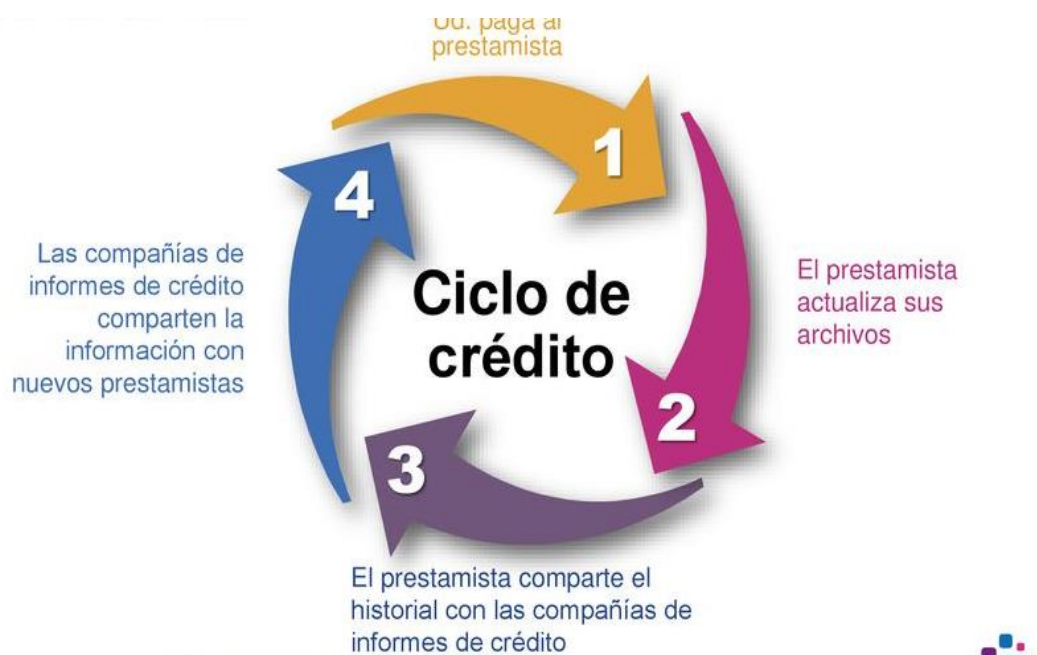 Ud. paga al
prestamista
1
4
Ciclo de
crédito
El prestamista
actualiza sus
archivos
Las compañías de
informes de crédito
comparten la
información con
nuevos prestamistas
2
3
El prestamista comparte el
historial con las compañías de
informes de crédito